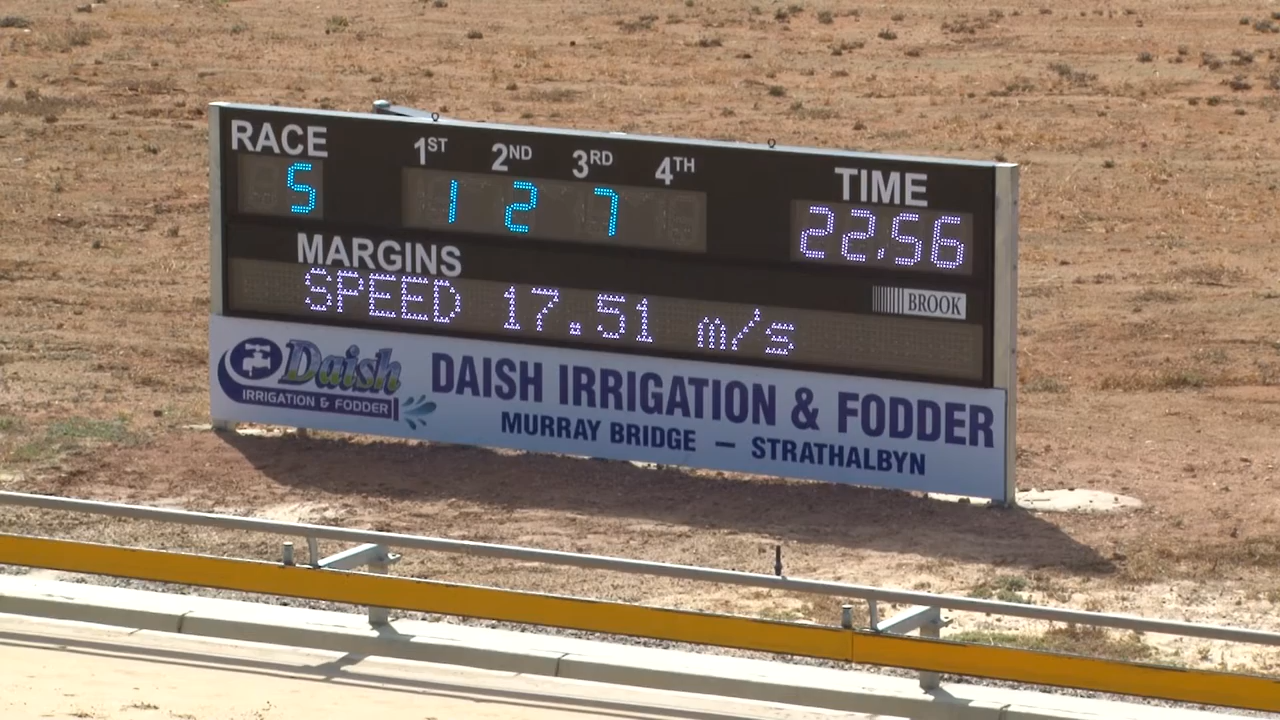 RACE 1ST 2ND 3RD 4TH TIME
5 1 2 7 22.56
MARGINS
BROOK
SPEED 17.51 m/s
Daish
IRRIGATION & FODDER
DAISH IRRIGATION & FODDER
MURRAY BRIDGE – STRATHALBYN